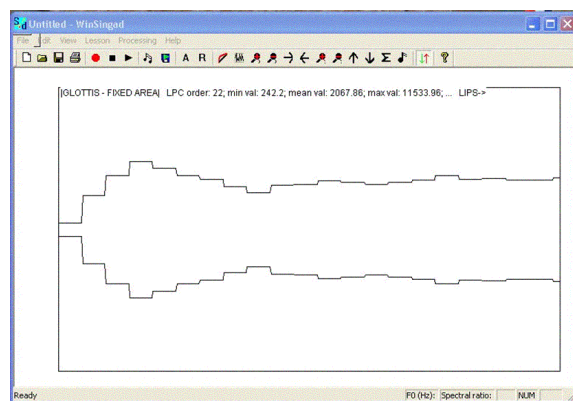 Sd Untitled - WinSingad
File Edit View Lesson Processing Help
A R
|GLOTTIS - FIXED AREA| LPC order: 22; min val: 242.2; mean val: 2067.86; max val: 11533.96; ... LIPS->
Ready F0 (Hz): Spectral ratio: NUM